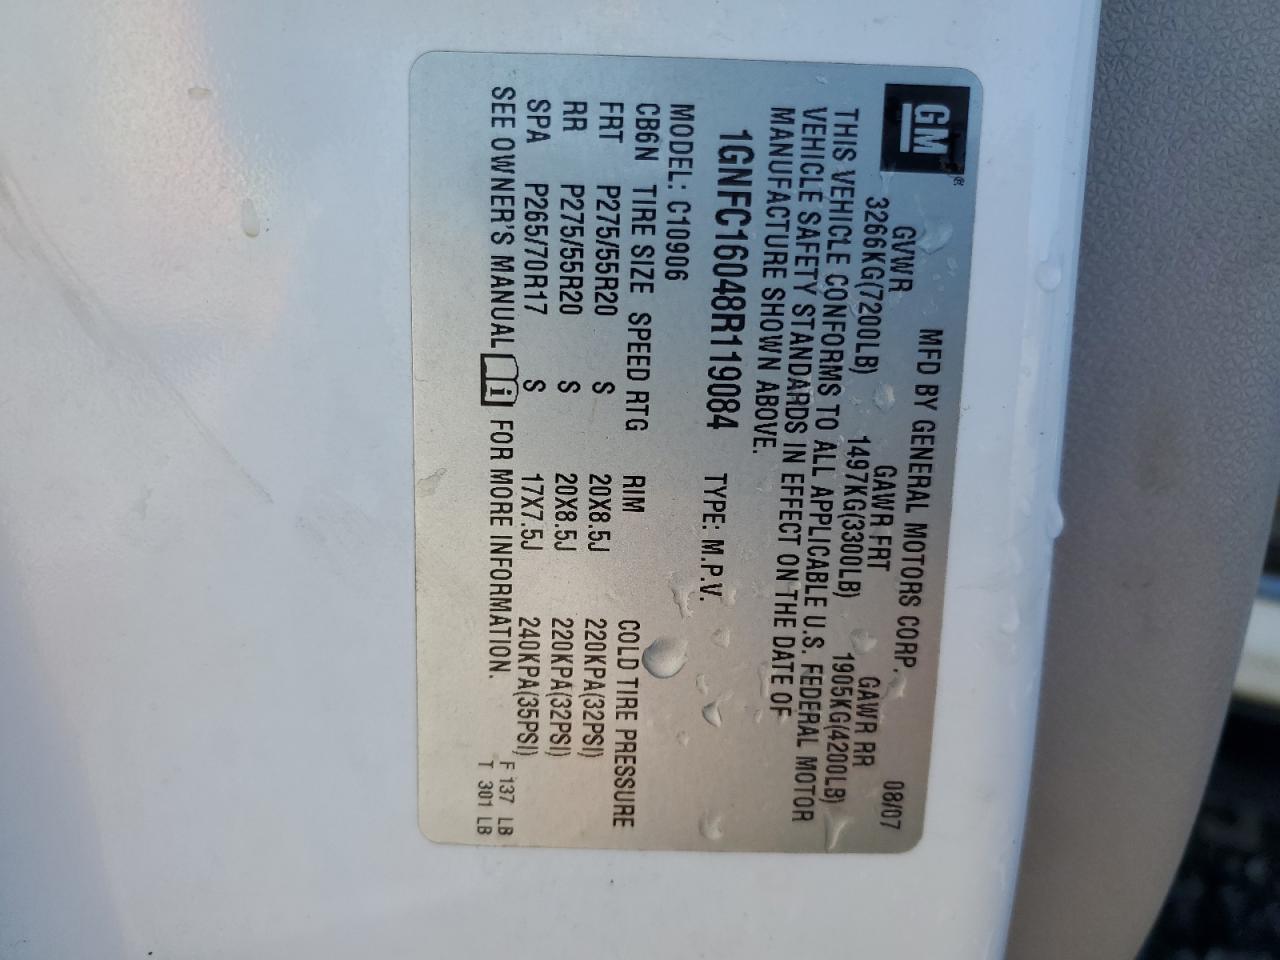 GM®
MFD BY GENERAL MOTORS CORP. 08/07
GVWR GAWR FRT GAWR RR
3266KG(7200LB) 1497KG(3300LB) 1905KG(4200LB)
THIS VEHICLE CONFORMS TO ALL APPLICABLE U.S. FEDERAL MOTOR
VEHICLE SAFETY STANDARDS IN EFFECT ON THE DATE OF
MANUFACTURE SHOWN ABOVE.
1GNFC16048R119084 TYPE: M.P.V.
MODEL: C10906
CB6N TIRE SIZE SPEED RTG RIM COLD TIRE PRESSURE
FRT P275/55R20 S 20X8.5J 220KPA(32PSI)
RR P275/55R20 S 20X8.5J 220KPA(32PSI)
SPA P265/70R17 S 17X7.5J 240KPA(35PSI)
SEE OWNER'S MANUAL i FOR MORE INFORMATION.
F 137 LB
T 301 LB